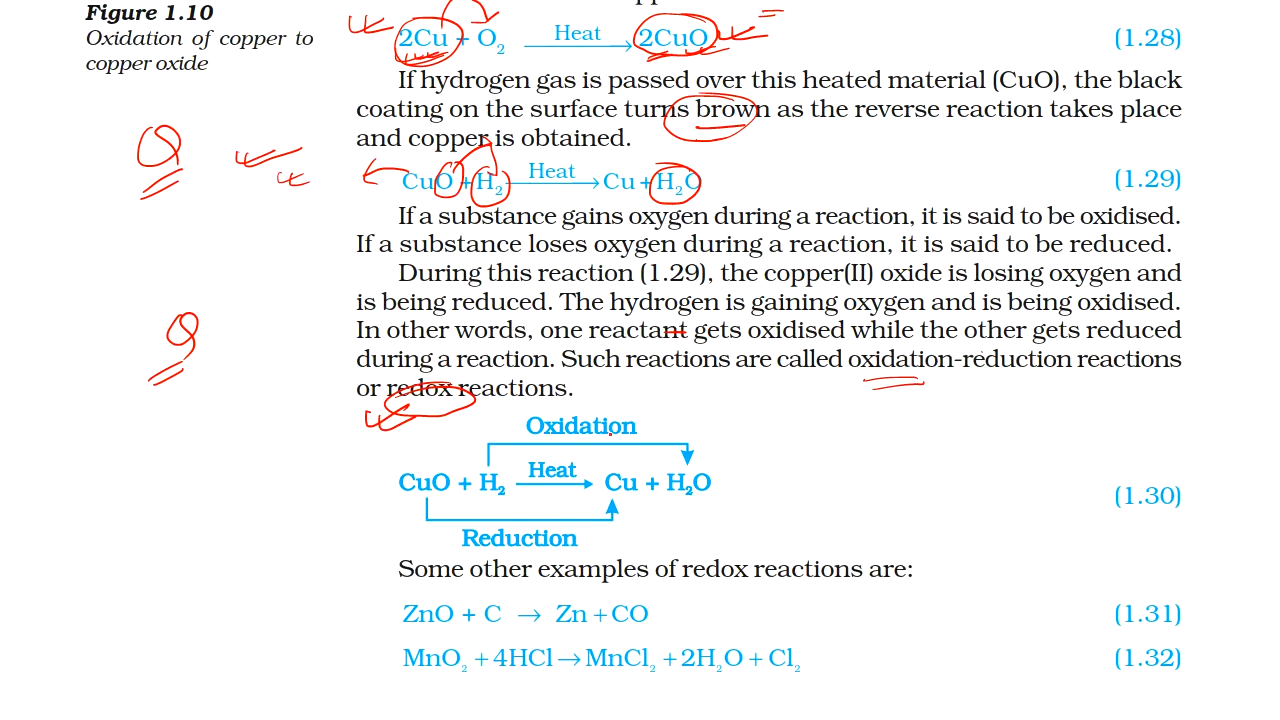 Figure 1.10
Oxidation of copper to
copper oxide
2Cu + O₂ —Heat→ 2CuO (1.28)
If hydrogen gas is passed over this heated material (CuO), the black
coating on the surface turns brown as the reverse reaction takes place
and copper is obtained.
CuO + H₂ —Heat→ Cu + H₂O (1.29)
If a substance gains oxygen during a reaction, it is said to be oxidised.
If a substance loses oxygen during a reaction, it is said to be reduced.
During this reaction (1.29), the copper(II) oxide is losing oxygen and
is being reduced. The hydrogen is gaining oxygen and is being oxidised.
In other words, one reactant gets oxidised while the other gets reduced
during a reaction. Such reactions are called oxidation-reduction reactions
or redox reactions.
Oxidation
CuO + H₂ —Heat→ Cu + H₂O (1.30)
Reduction
Some other examples of redox reactions are:
ZnO + C → Zn + CO (1.31)
MnO₂ + 4HCl → MnCl₂ + 2H₂O + Cl₂ (1.32)